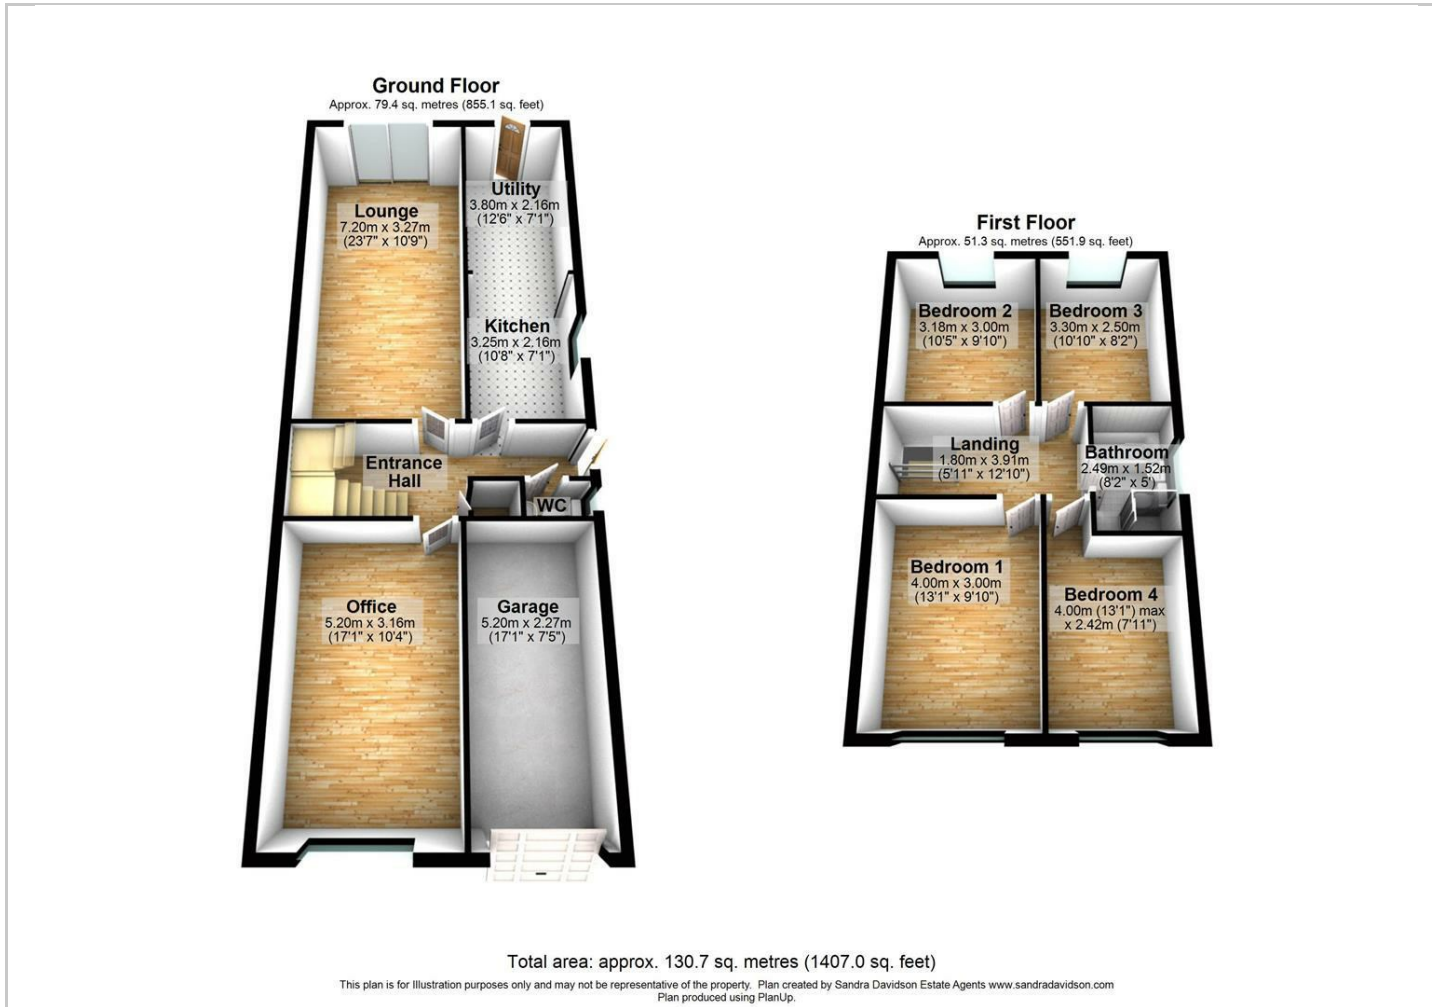 Ground Floor
Approx. 79.4 sq. metres (855.1 sq. feet)
Utility
3.80m x 2.16m
(12'6" x 7'1")
Lounge
7.20m x 3.27m
(23'7" x 10'9")
Kitchen
3.25m x 2.16m
(10'8" x 7'1")
Entrance
Hall
WC
Office
5.20m x 3.16m
(17'1" x 10'4")
Garage
5.20m x 2.27m
(17'1" x 7'5")
First Floor
Approx. 51.3 sq. metres (551.9 sq. feet)
Bedroom 2
3.18m x 3.00m
(10'5" x 9'10")
Bedroom 3
3.30m x 2.50m
(10'10" x 8'2")
Landing
1.80m x 3.91m
(5'11" x 12'10")
Bathroom
2.49m x 1.52m
(8'2" x 5')
Bedroom 1
4.00m x 3.00m
(13'1" x 9'10")
Bedroom 4
4.00m (13'1") max
x 2.42m (7'11")
Total area: approx. 130.7 sq. metres (1407.0 sq. feet)
This plan is for Illustration purposes only and may not be representative of the property.  Plan created by Sandra Davidson Estate Agents www.sandradavidson.com
Plan produced using PlanUp.